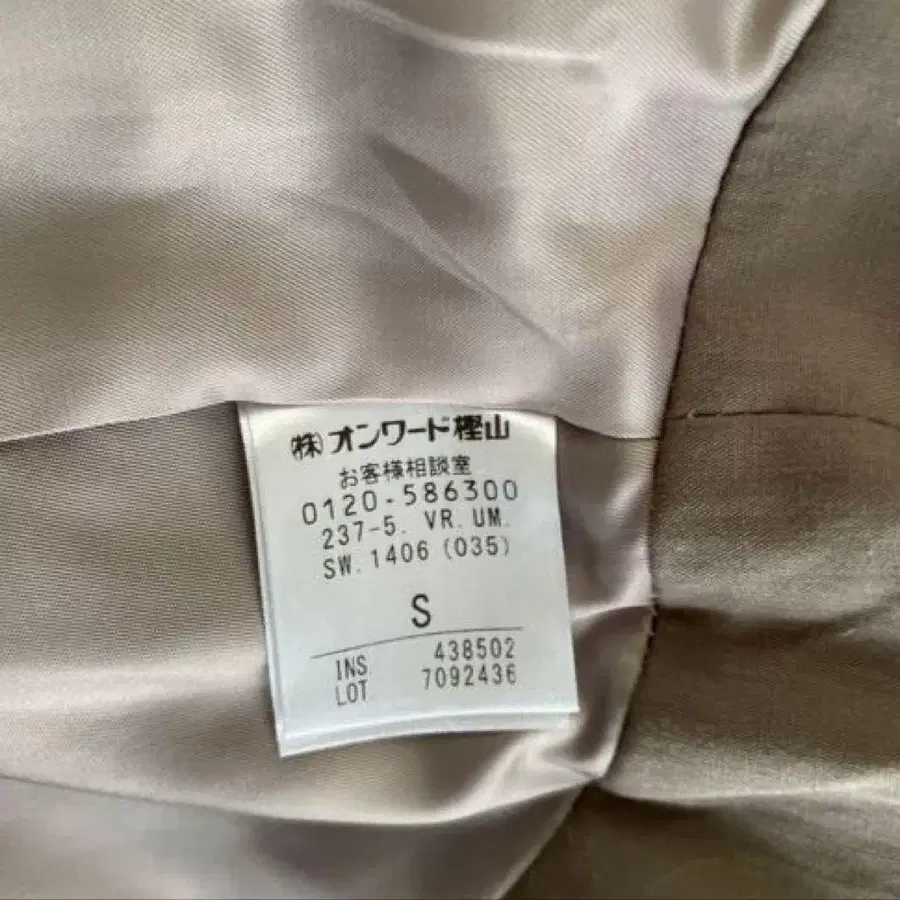 ㈱オンワード樫山
お客様相談室
0120-586300
237-5. VR. UM.
SW. 1406 (035)
S
INS 438502
LOT 7092436